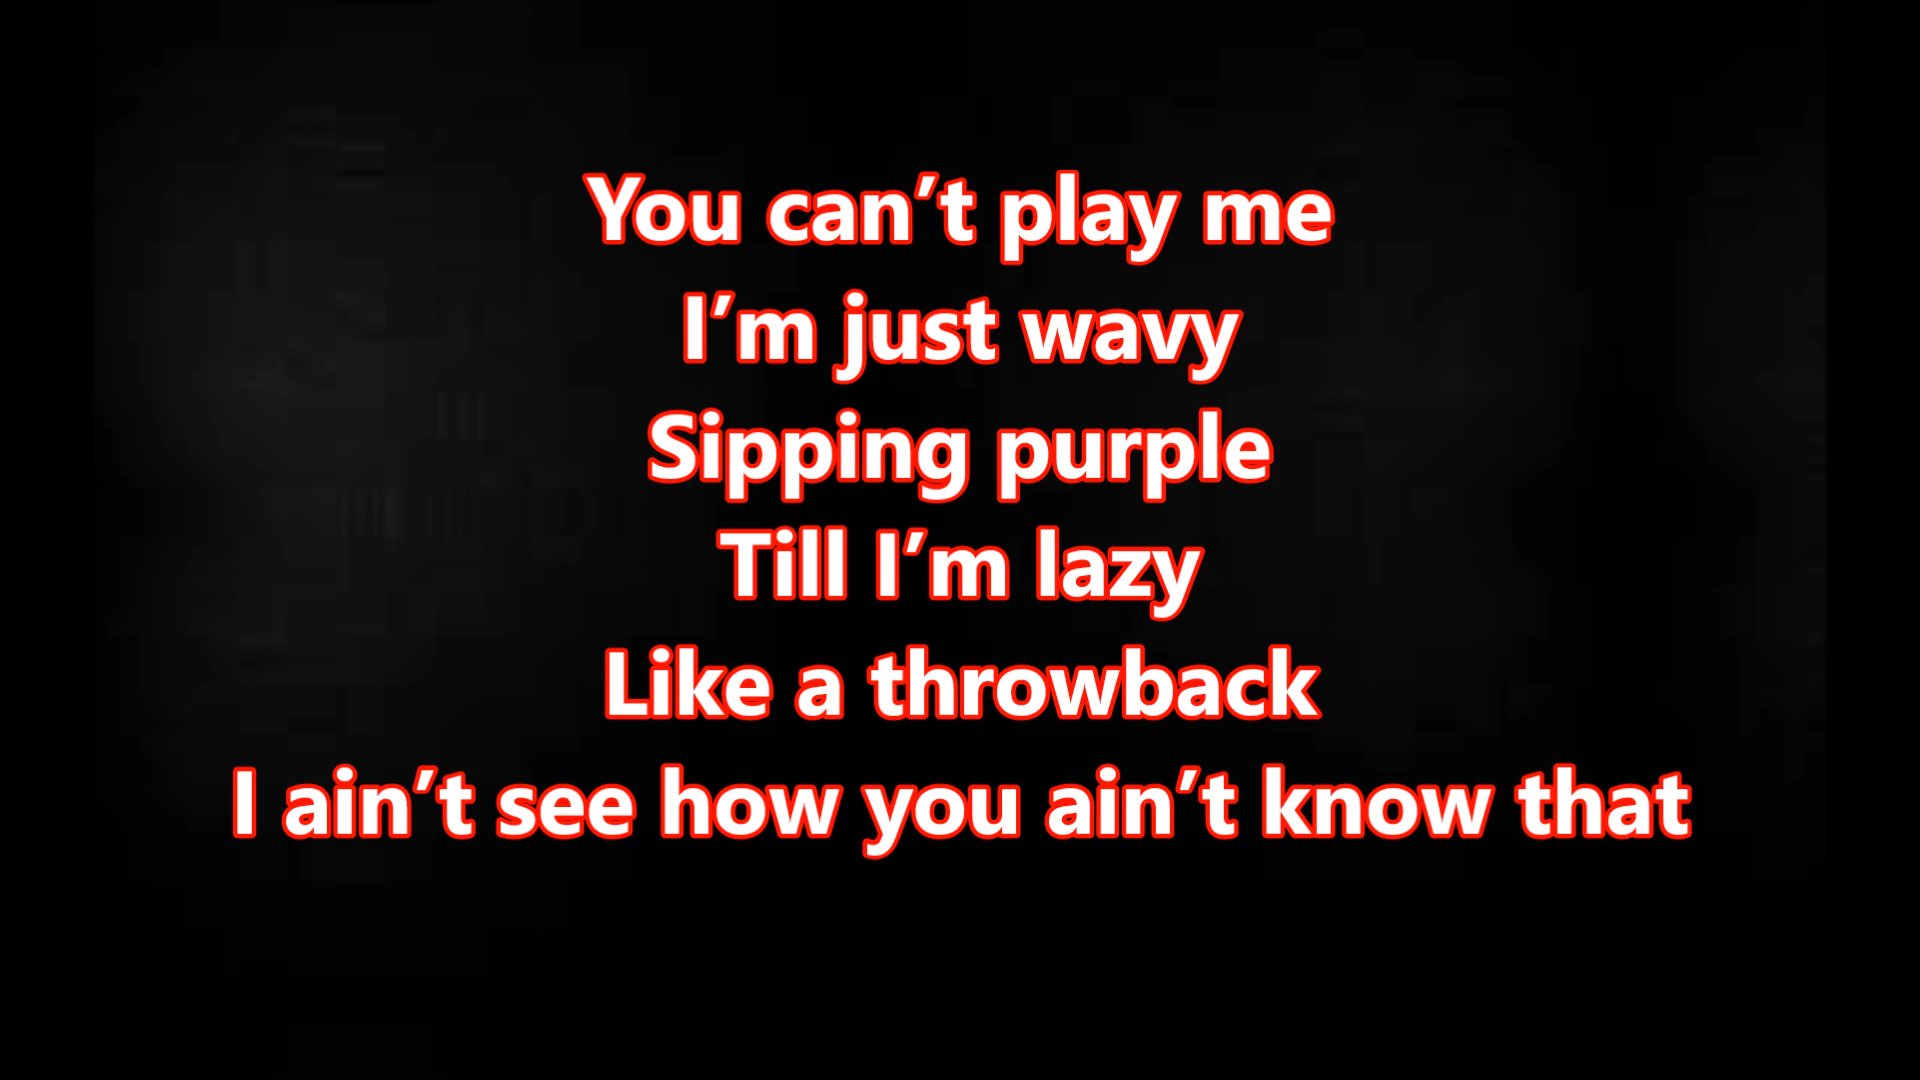 You can’t play me
I’m just wavy
Sipping purple
Till I’m lazy
Like a throwback
I ain’t see how you ain’t know that